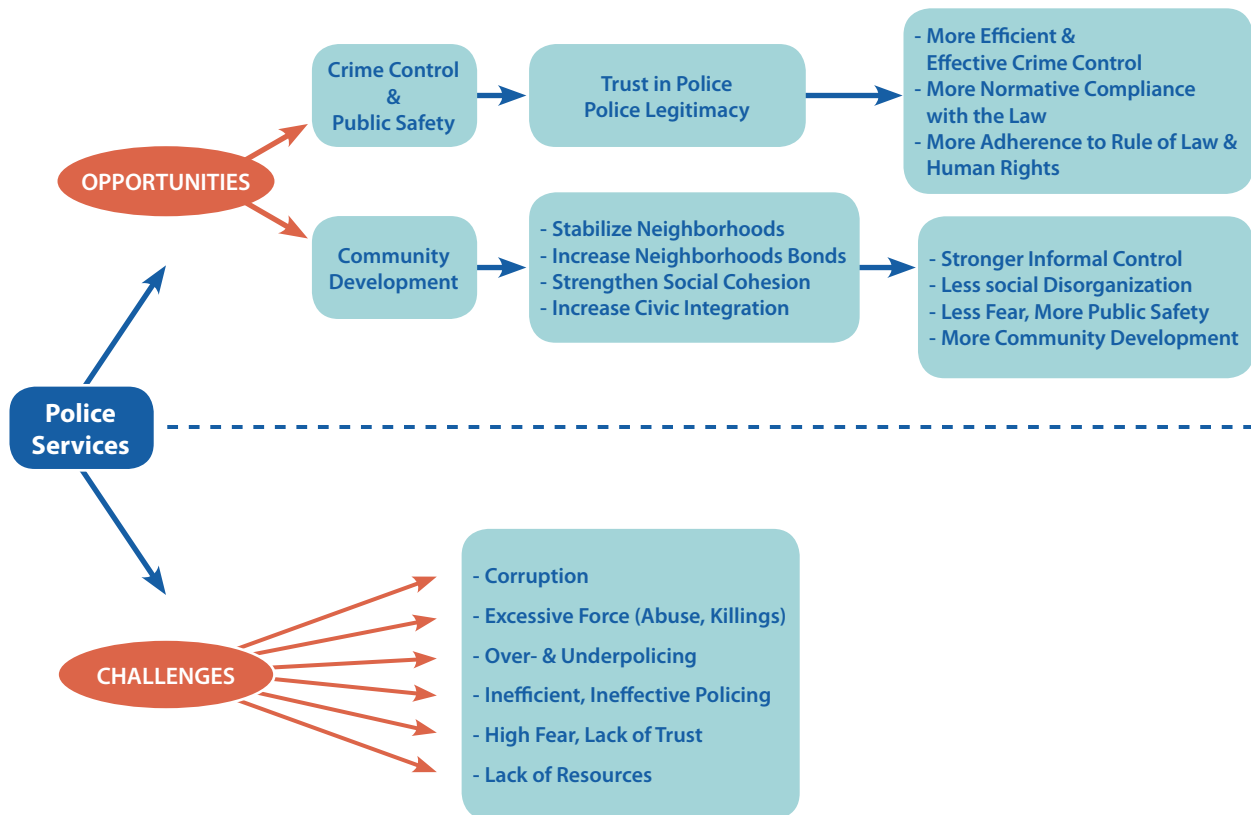 Crime Control
&
Public Safety
Trust in Police
Police Legitimacy
- More Efficient &
Effective Crime Control
- More Normative Compliance
with the Law
- More Adherence to Rule of Law &
Human Rights
OPPORTUNITIES
Community
Development
- Stabilize Neighborhoods
- Increase Neighborhoods Bonds
- Strengthen Social Cohesion
- Increase Civic Integration
- Stronger Informal Control
- Less social Disorganization
- Less Fear, More Public Safety
- More Community Development
Police
Services
CHALLENGES
- Corruption
- Excessive Force (Abuse, Killings)
- Over- & Underpolicing
- Inefficient, Ineffective Policing
- High Fear, Lack of Trust
- Lack of Resources